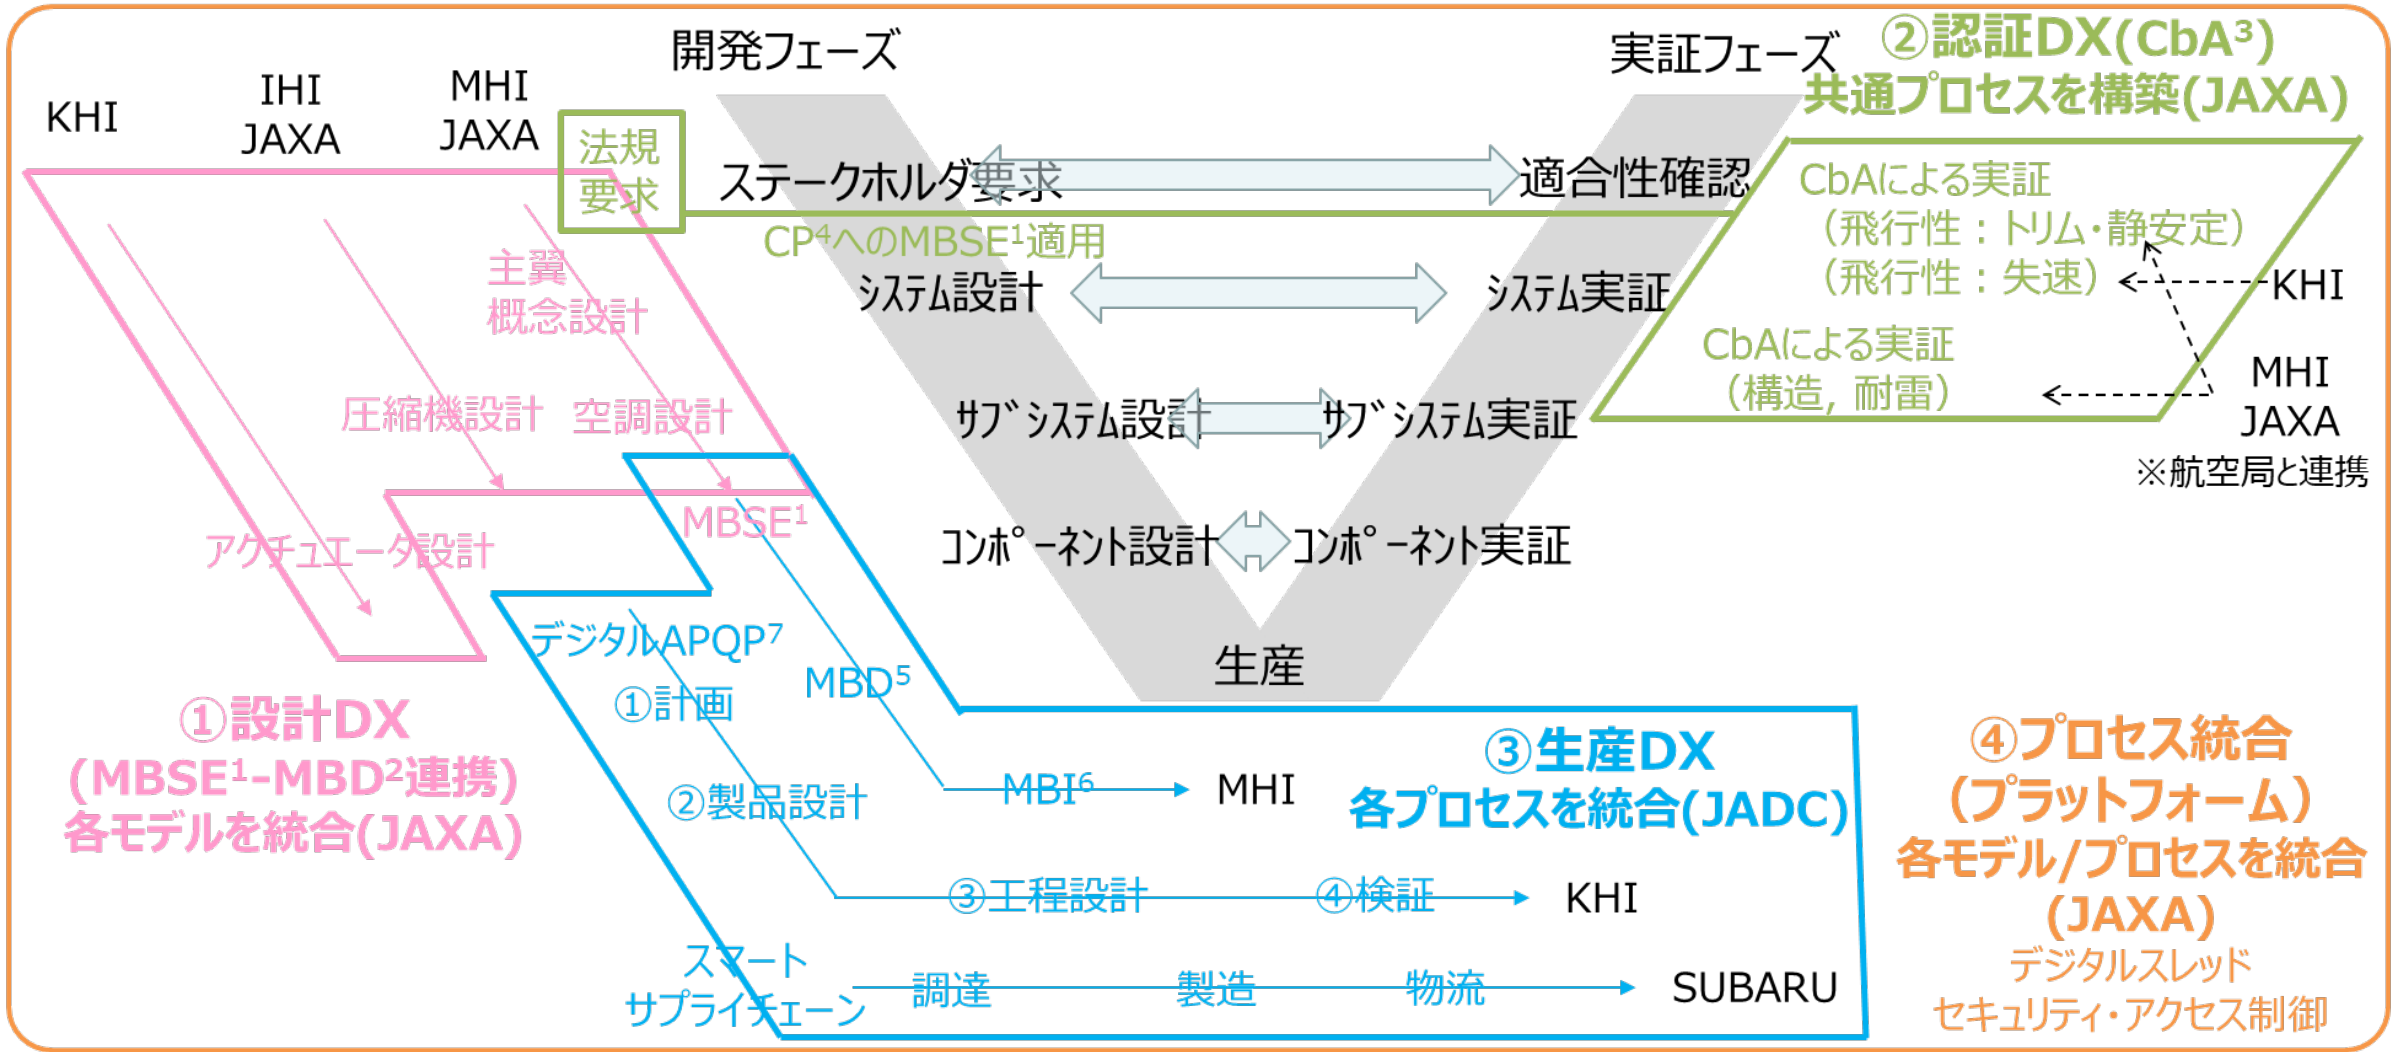 開発フェーズ
実証フェーズ
②認証DX(CbA³)
共通プロセスを構築(JAXA)
KHI
IHI
JAXA
MHI
JAXA
法規
要求
ステークホルダ要求
適合性確認
CP⁴へのMBSE¹適用
CbAによる実証
（飛行性：トリム・静安定）
（飛行性：失速）
KHI
CbAによる実証
（構造, 耐雷）
MHI
JAXA
※航空局と連携
主翼
概念設計
ｼｽﾃﾑ設計
ｼｽﾃﾑ実証
圧縮機設計
空調設計
ｻﾌﾞｼｽﾃﾑ設計
ｻﾌﾞｼｽﾃﾑ実証
アクチュエータ設計
MBSE¹
ｺﾝﾎﾟｰﾈﾝﾄ設計
ｺﾝﾎﾟｰﾈﾝﾄ実証
生産
①設計DX
(MBSE¹-MBD²連携)
各モデルを統合(JAXA)
デジタルAPQP⁷
①計画
MBD⁵
②製品設計
MBI⁶
MHI
③生産DX
各プロセスを統合(JADC)
③工程設計
④検証
KHI
スマート
サプライチェーン
調達
製造
物流
SUBARU
④プロセス統合
（プラットフォーム）
各モデル/プロセスを統合
(JAXA)
デジタルスレッド
セキュリティ・アクセス制御